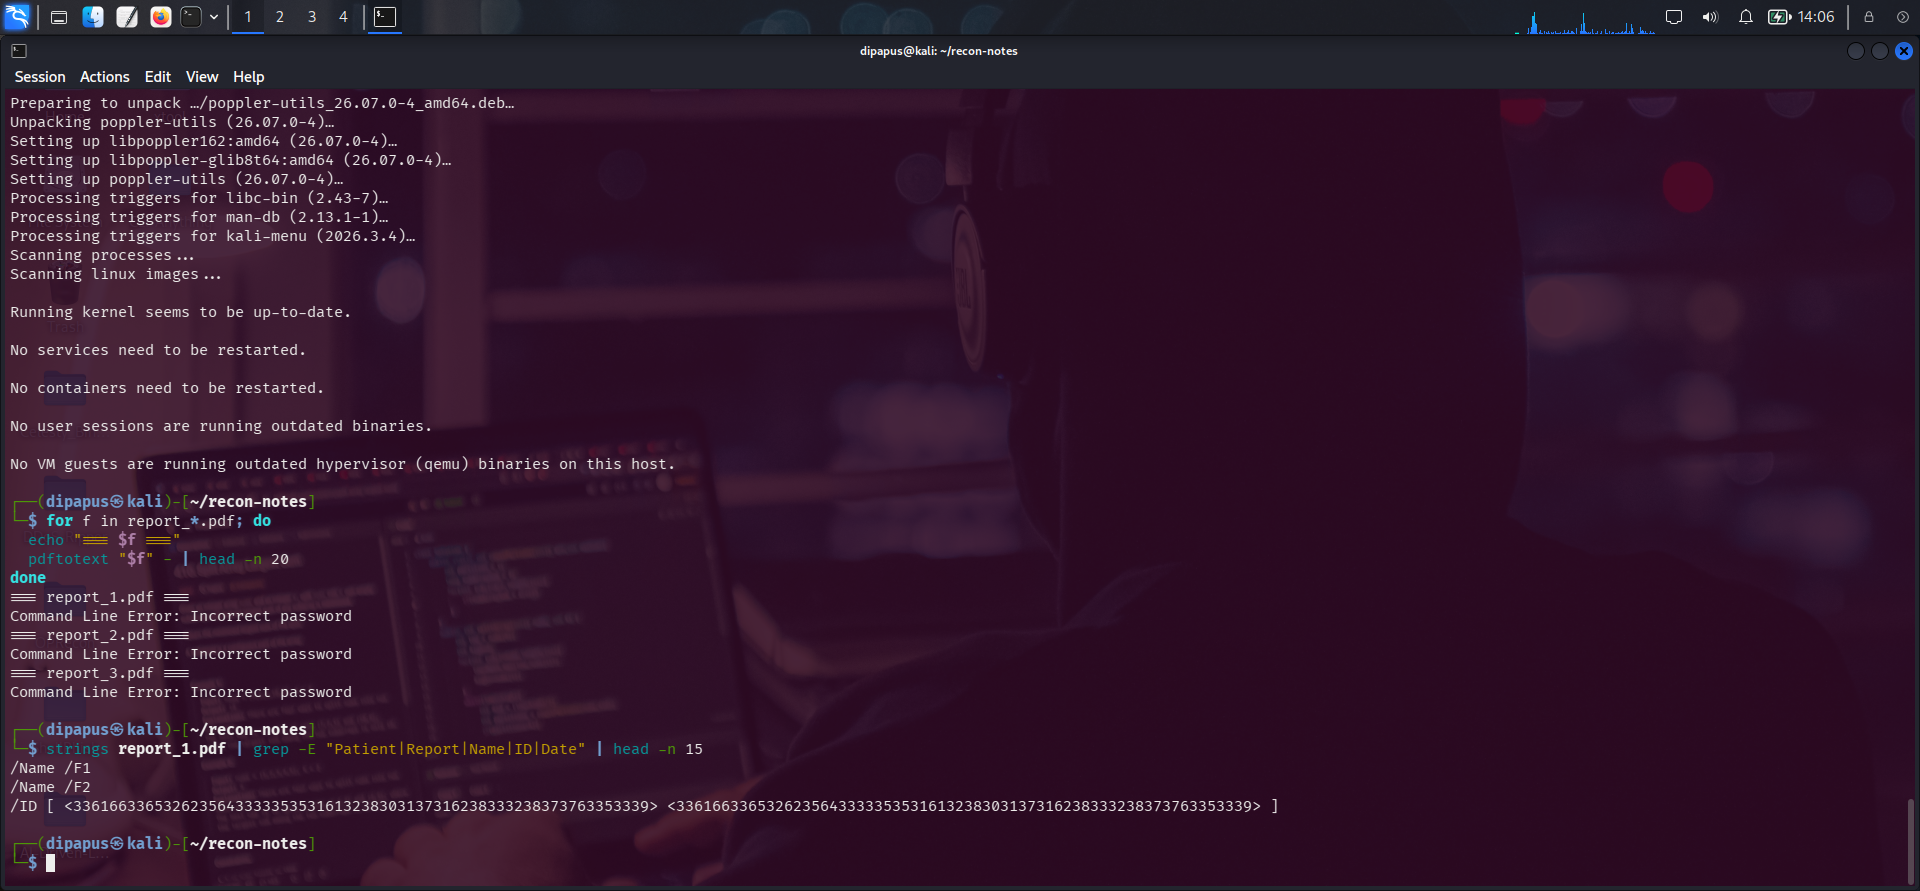 1 2 3 4 14:06
dipapus@kali: ~/recon-notes
Session Actions Edit View Help
Preparing to unpack …/poppler-utils_26.07.0-4_amd64.deb…
Unpacking poppler-utils (26.07.0-4)…
Setting up libpoppler162:amd64 (26.07.0-4)…
Setting up libpoppler-glib8t64:amd64 (26.07.0-4)…
Setting up poppler-utils (26.07.0-4)…
Processing triggers for libc-bin (2.43-7)…
Processing triggers for man-db (2.13.1-1)…
Processing triggers for kali-menu (2026.3.4)…
Scanning processes...
Scanning linux images...
Running kernel seems to be up-to-date.
No services need to be restarted.
No containers need to be restarted.
No user sessions are running outdated binaries.
No VM guests are running outdated hypervisor (qemu) binaries on this host.
┌──(dipapus㉿kali)-[~/recon-notes]
└─$ for f in report_*.pdf; do
echo "=== $f ==="
pdftotext "$f" - | head -n 20
done
=== report_1.pdf ===
Command Line Error: Incorrect password
=== report_2.pdf ===
Command Line Error: Incorrect password
=== report_3.pdf ===
Command Line Error: Incorrect password
┌──(dipapus㉿kali)-[~/recon-notes]
└─$ strings report_1.pdf | grep -E "Patient|Report|Name|ID|Date" | head -n 15
/Name /F1
/Name /F2
/ID [ <33616633653262356433333535316132383031373162383332383737633533​39> <33616633653262356433333535316132383031373162383332383737633533​39> ]
┌──(dipapus㉿kali)-[~/recon-notes]
└─$